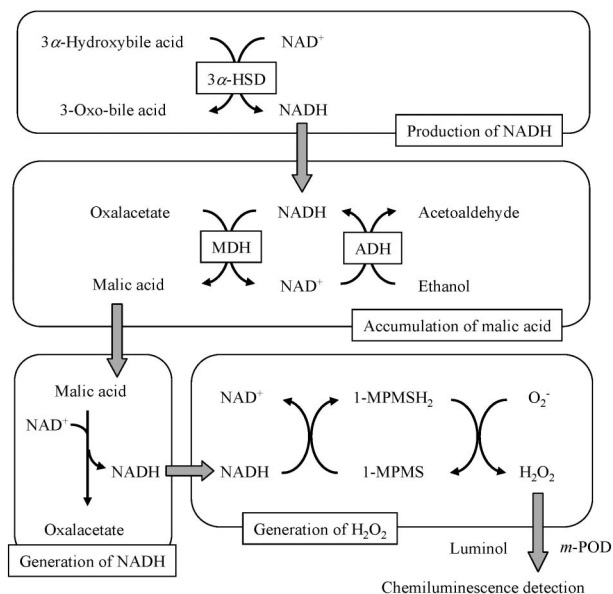 3α-Hydroxybile acid NAD+
3α-HSD
3-Oxo-bile acid NADH
Production of NADH
Oxalacetate NADH Acetoaldehyde
MDH ADH
Malic acid NAD+ Ethanol
Accumulation of malic acid
Malic acid
NAD+
NADH
Oxalacetate
Generation of NADH
NAD+ 1-MPMSH2 O2-
NADH 1-MPMS H2O2
Generation of H2O2
Luminol m-POD
Chemiluminescence detection